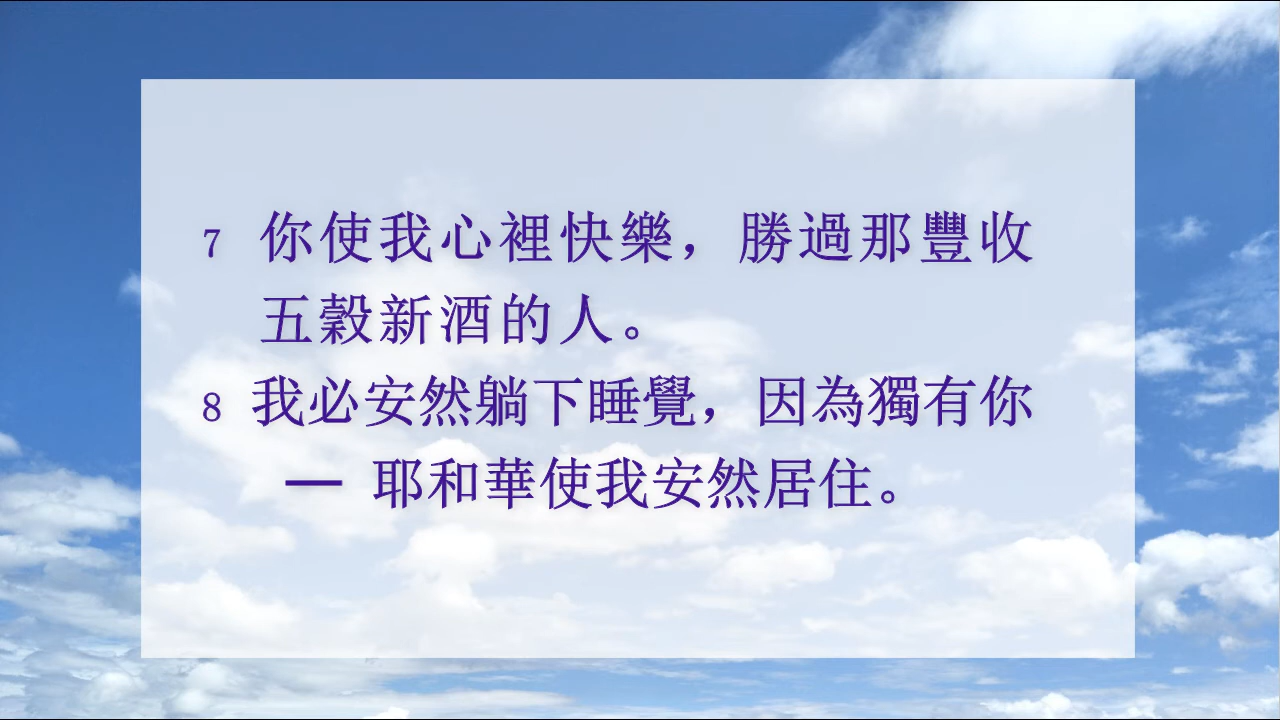 7 你使我心裡快樂，勝過那豐收
五穀新酒的人。
8 我必安然躺下睡覺，因為獨有你
─ 耶和華使我安然居住。